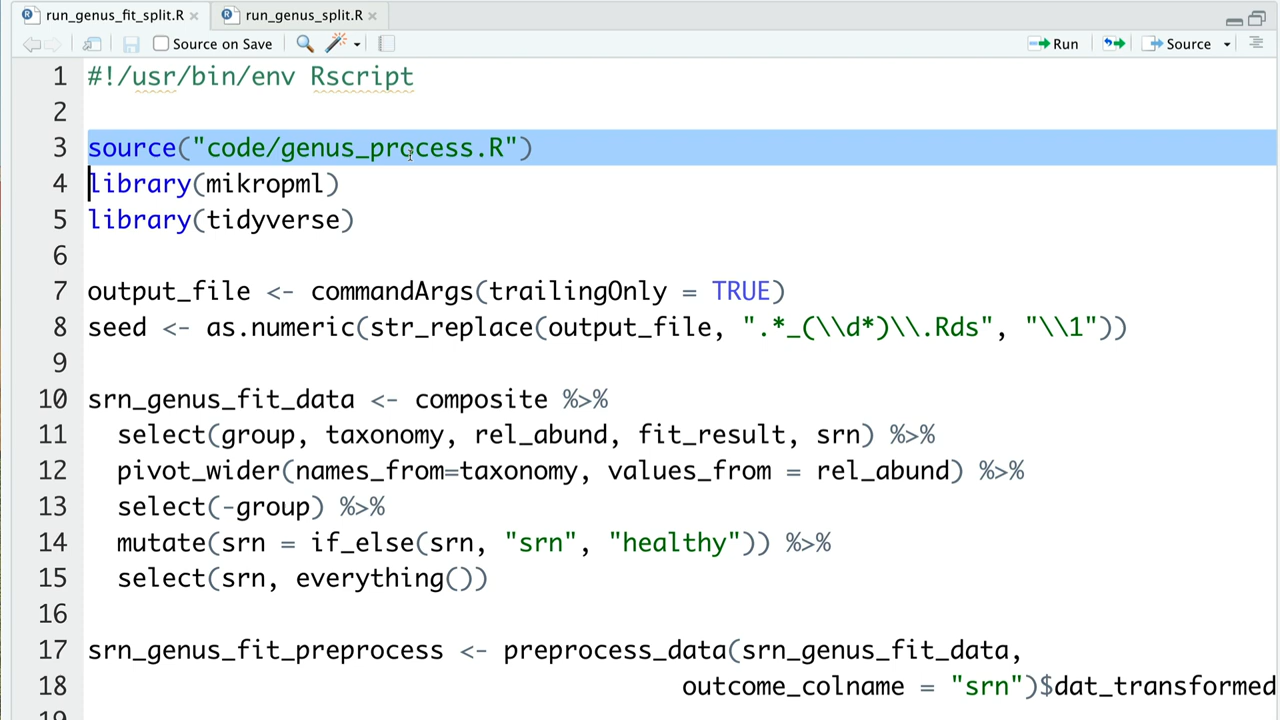 run_genus_fit_split.R run_genus_split.R
Source on Save Run Source
1 #!/usr/bin/env Rscript
2
3 source("code/genus_process.R")
4 library(mikropml)
5 library(tidyverse)
6
7 output_file <- commandArgs(trailingOnly = TRUE)
8 seed <- as.numeric(str_replace(output_file, ".*_(\\d*)\\.Rds", "\\1"))
9
10 srn_genus_fit_data <- composite %>%
11 select(group, taxonomy, rel_abund, fit_result, srn) %>%
12 pivot_wider(names_from=taxonomy, values_from = rel_abund) %>%
13 select(-group) %>%
14 mutate(srn = if_else(srn, "srn", "healthy")) %>%
15 select(srn, everything())
16
17 srn_genus_fit_preprocess <- preprocess_data(srn_genus_fit_data,
18 outcome_colname = "srn")$dat_transformed
19